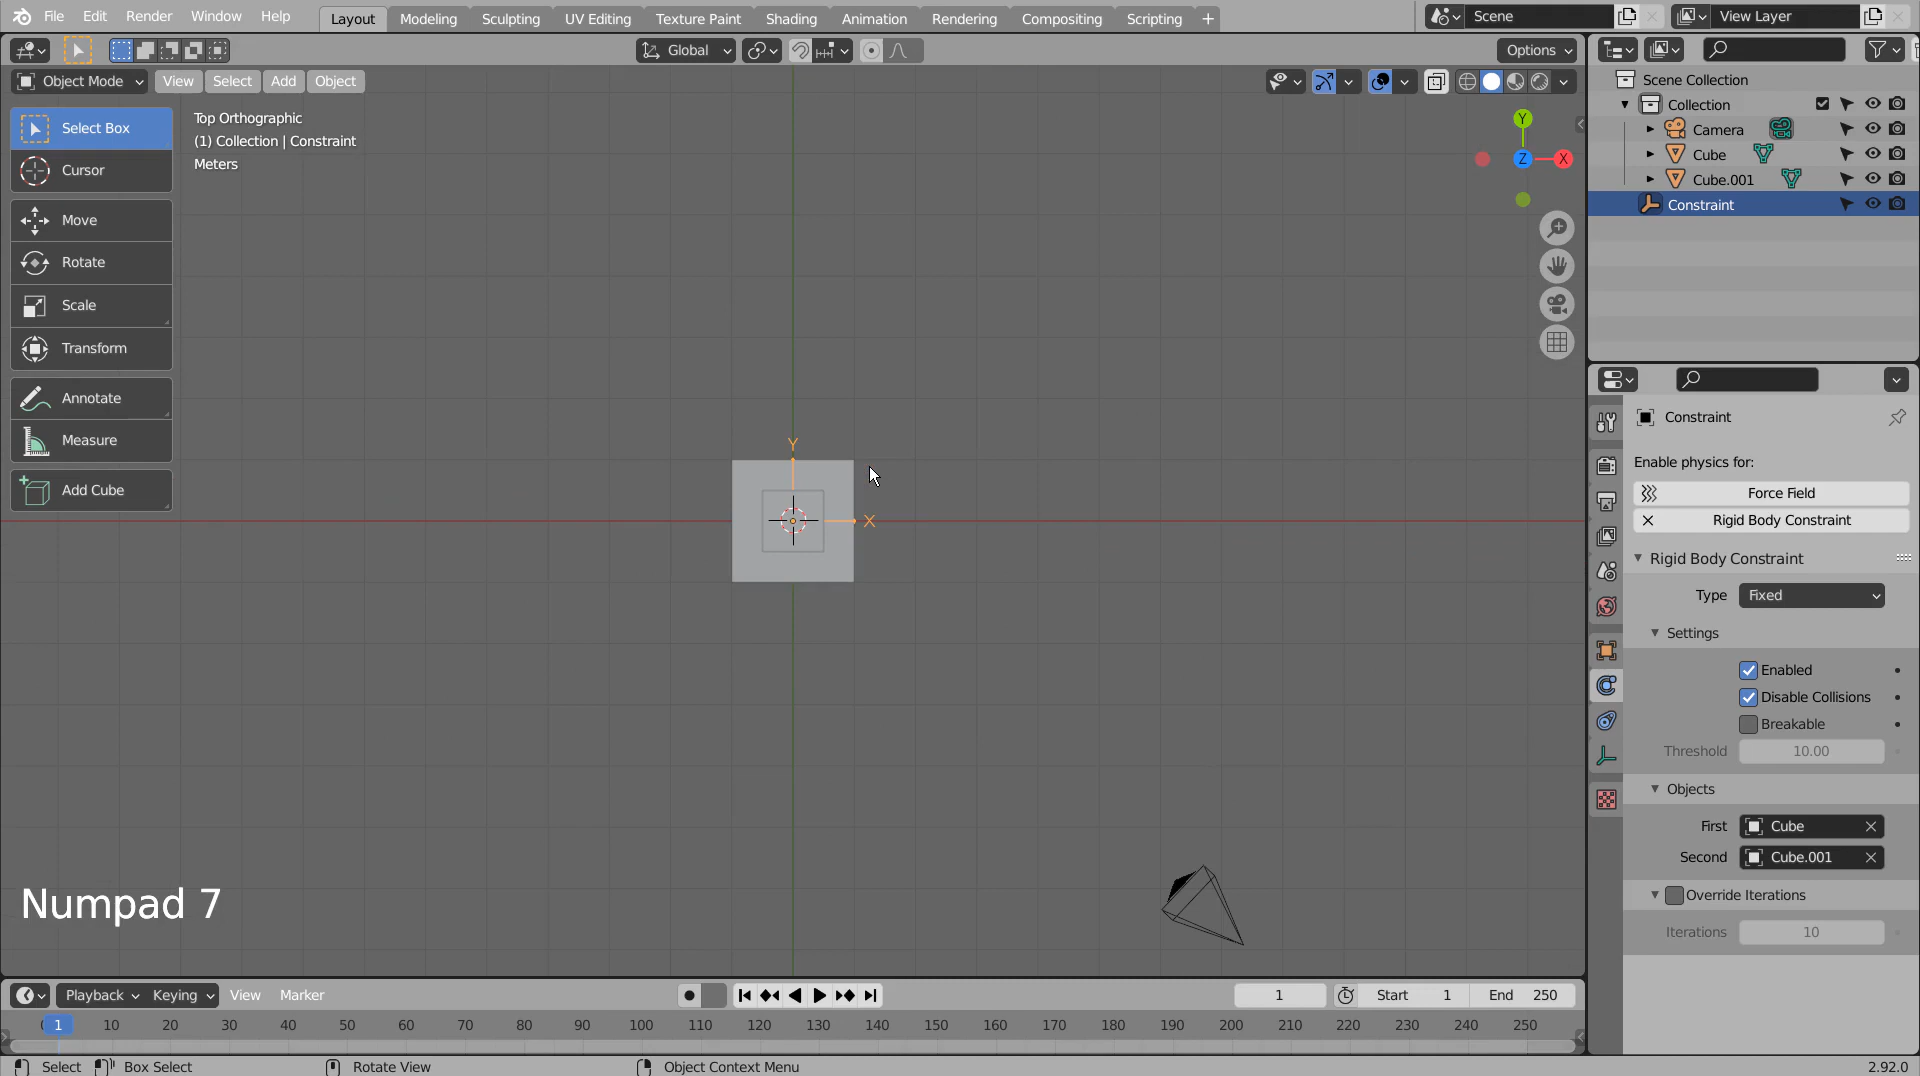 File Edit Render Window Help Layout Modeling Sculpting UV Editing Texture Paint Shading Animation Rendering Compositing Scripting + Scene View Layer
Global Options
Object Mode View Select Add Object
Select Box
Cursor
Move
Rotate
Scale
Transform
Annotate
Measure
Add Cube
Top Orthographic
(1) Collection | Constraint
Meters
Y
Z X
Y
X
Numpad 7
Scene Collection
Collection
Camera
Cube
Cube.001
Constraint
Constraint
Enable physics for:
Force Field
Rigid Body Constraint
Rigid Body Constraint
Type Fixed
Settings
Enabled
Disable Collisions
Breakable
Threshold 10.00
Objects
First Cube
Second Cube.001
Override Iterations
Iterations 10
Playback Keying View Marker 1 Start 1 End 250
1 10 20 30 40 50 60 70 80 90 100 110 120 130 140 150 160 170 180 190 200 210 220 230 240 250
Select Box Select Rotate View Object Context Menu 2.92.0